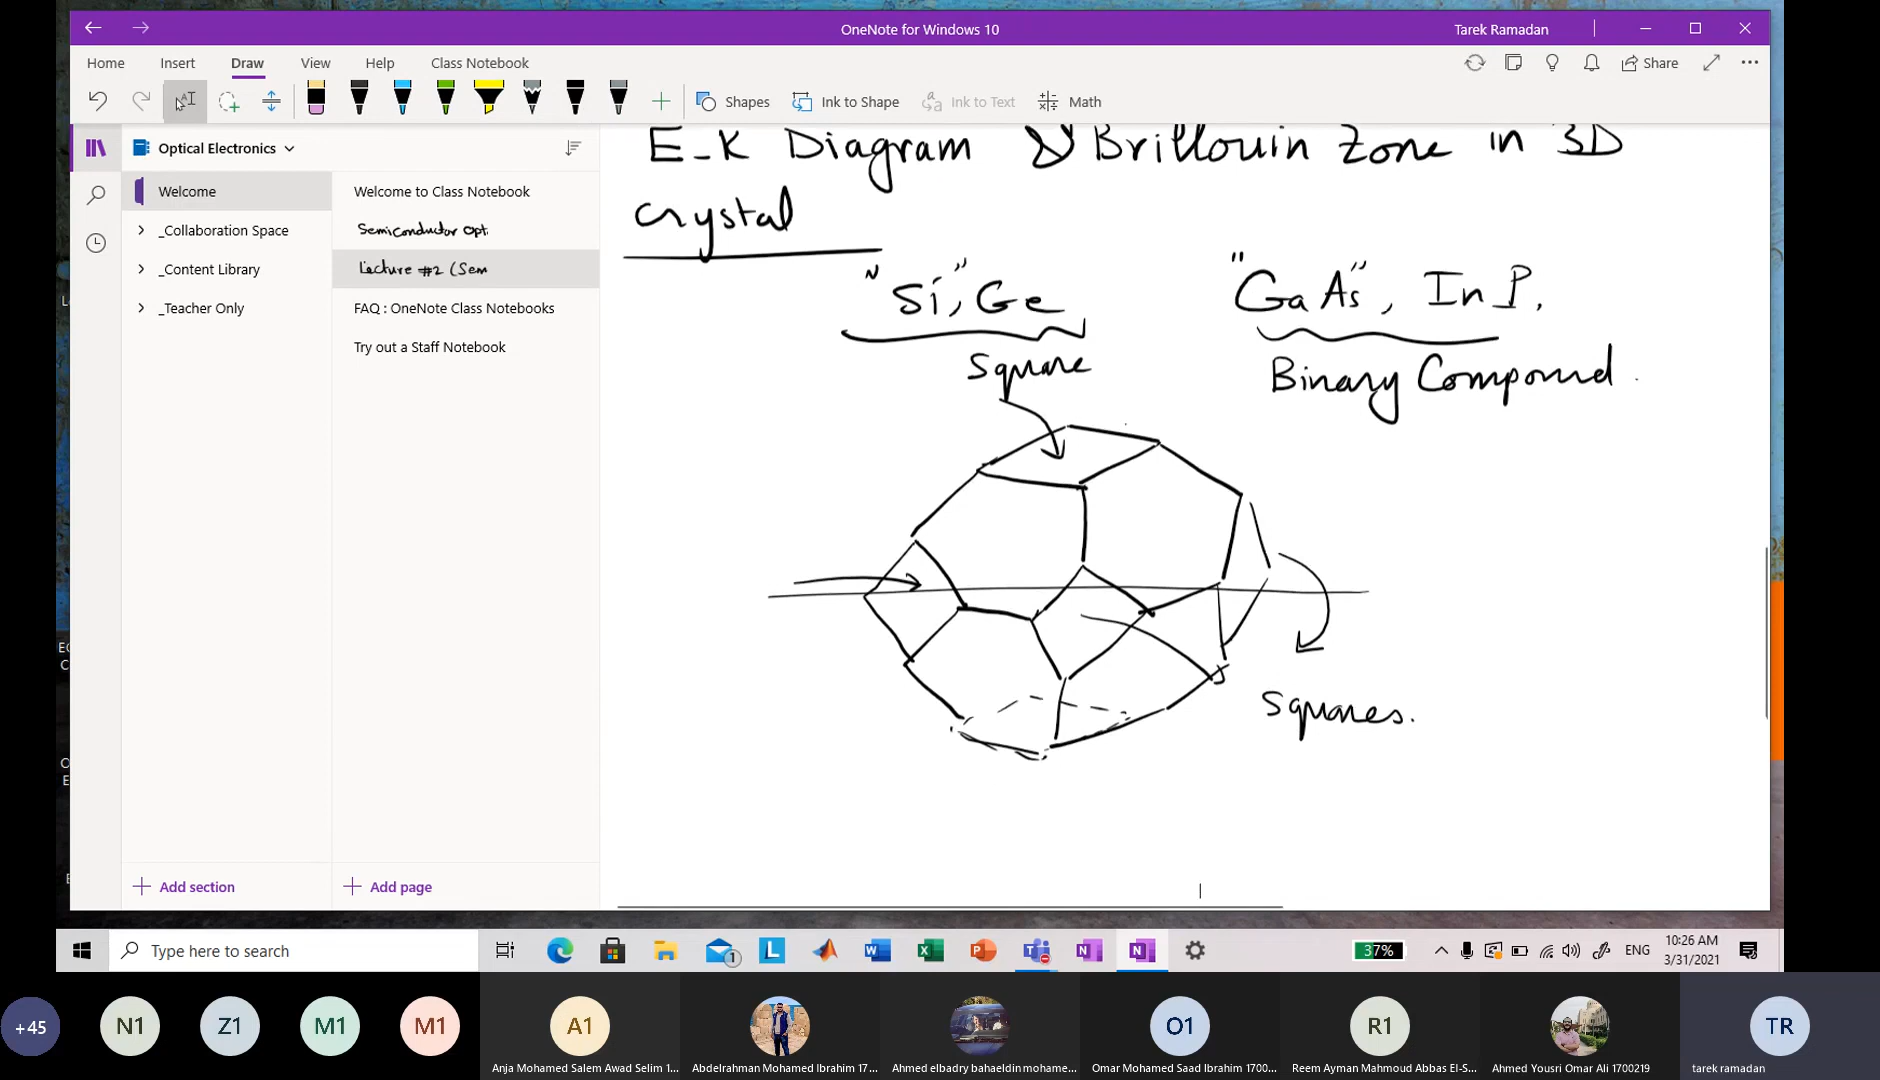 OneNote for Windows 10
Tarek Ramadan
Home Insert Draw View Help Class Notebook
Share
Shapes Ink to Shape Ink to Text Math
Optical Electronics
Welcome
_Collaboration Space
_Content Library
_Teacher Only
Add section
Welcome to Class Notebook
Semiconductor Opt.
Lecture #2 (Sem
FAQ : OneNote Class Notebooks
Try out a Staff Notebook
Add page
E-K Diagram & Brillouin Zone in 3D
crystal
"Si", Ge
"GaAs", InP.
Square
Binary Compound.
Squares.
Type here to search
1
37%
ENG
10:26 AM
3/31/2021
+45
N1
Z1
M1
M1
A1
O1
R1
TR
Anja Mohamed Salem Awad Selim 1...
Abdelrahman Mohamed Ibrahim 17...
Ahmed elbadry bahaeldin mohame...
Omar Mohamed Saad Ibrahim 1700...
Reem Ayman Mahmoud Abbas El-S...
Ahmed Yousri Omar Ali 1700219
tarek ramadan